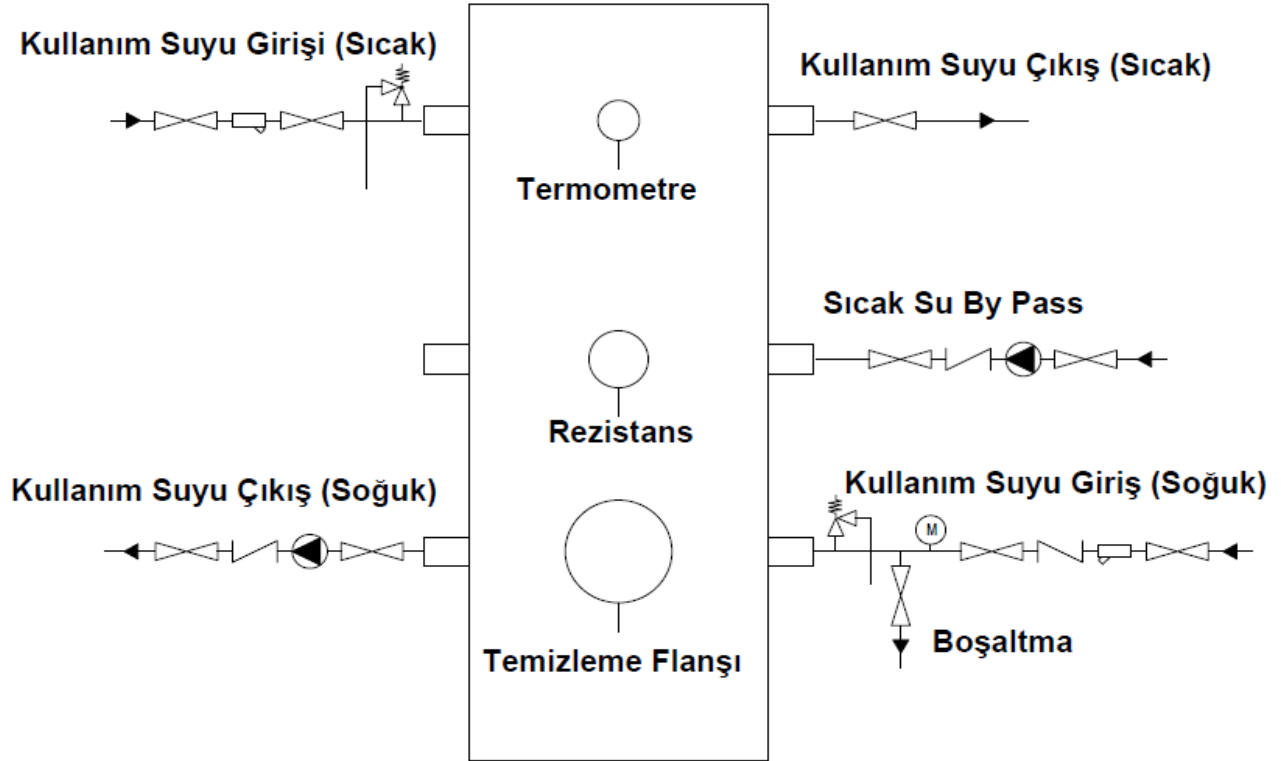 Kullanım Suyu Girişi (Sıcak)
Kullanım Suyu Çıkış (Sıcak)
Termometre
Sıcak Su By Pass
Rezistans
Kullanım Suyu Çıkış (Soğuk)
Kullanım Suyu Giriş (Soğuk)
M
Boşaltma
Temizleme Flanşı